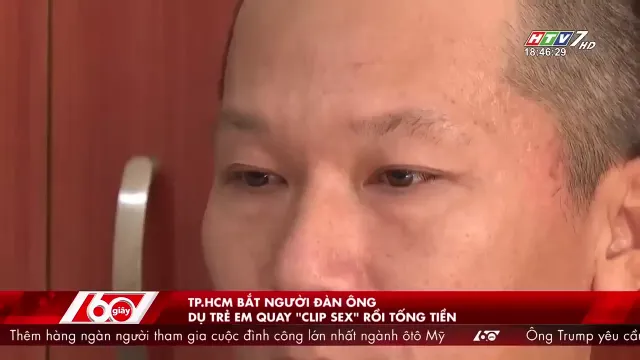 HTV7HD
18:46:29
60 giây
TP.HCM BẮT NGƯỜI ĐÀN ÔNG
DỤ TRẺ EM QUAY "CLIP SEX" RỒI TỐNG TIỀN
Thêm hàng ngàn người tham gia cuộc đình công lớn nhất ngành ôtô Mỹ 60 Ông Trump yêu cầ